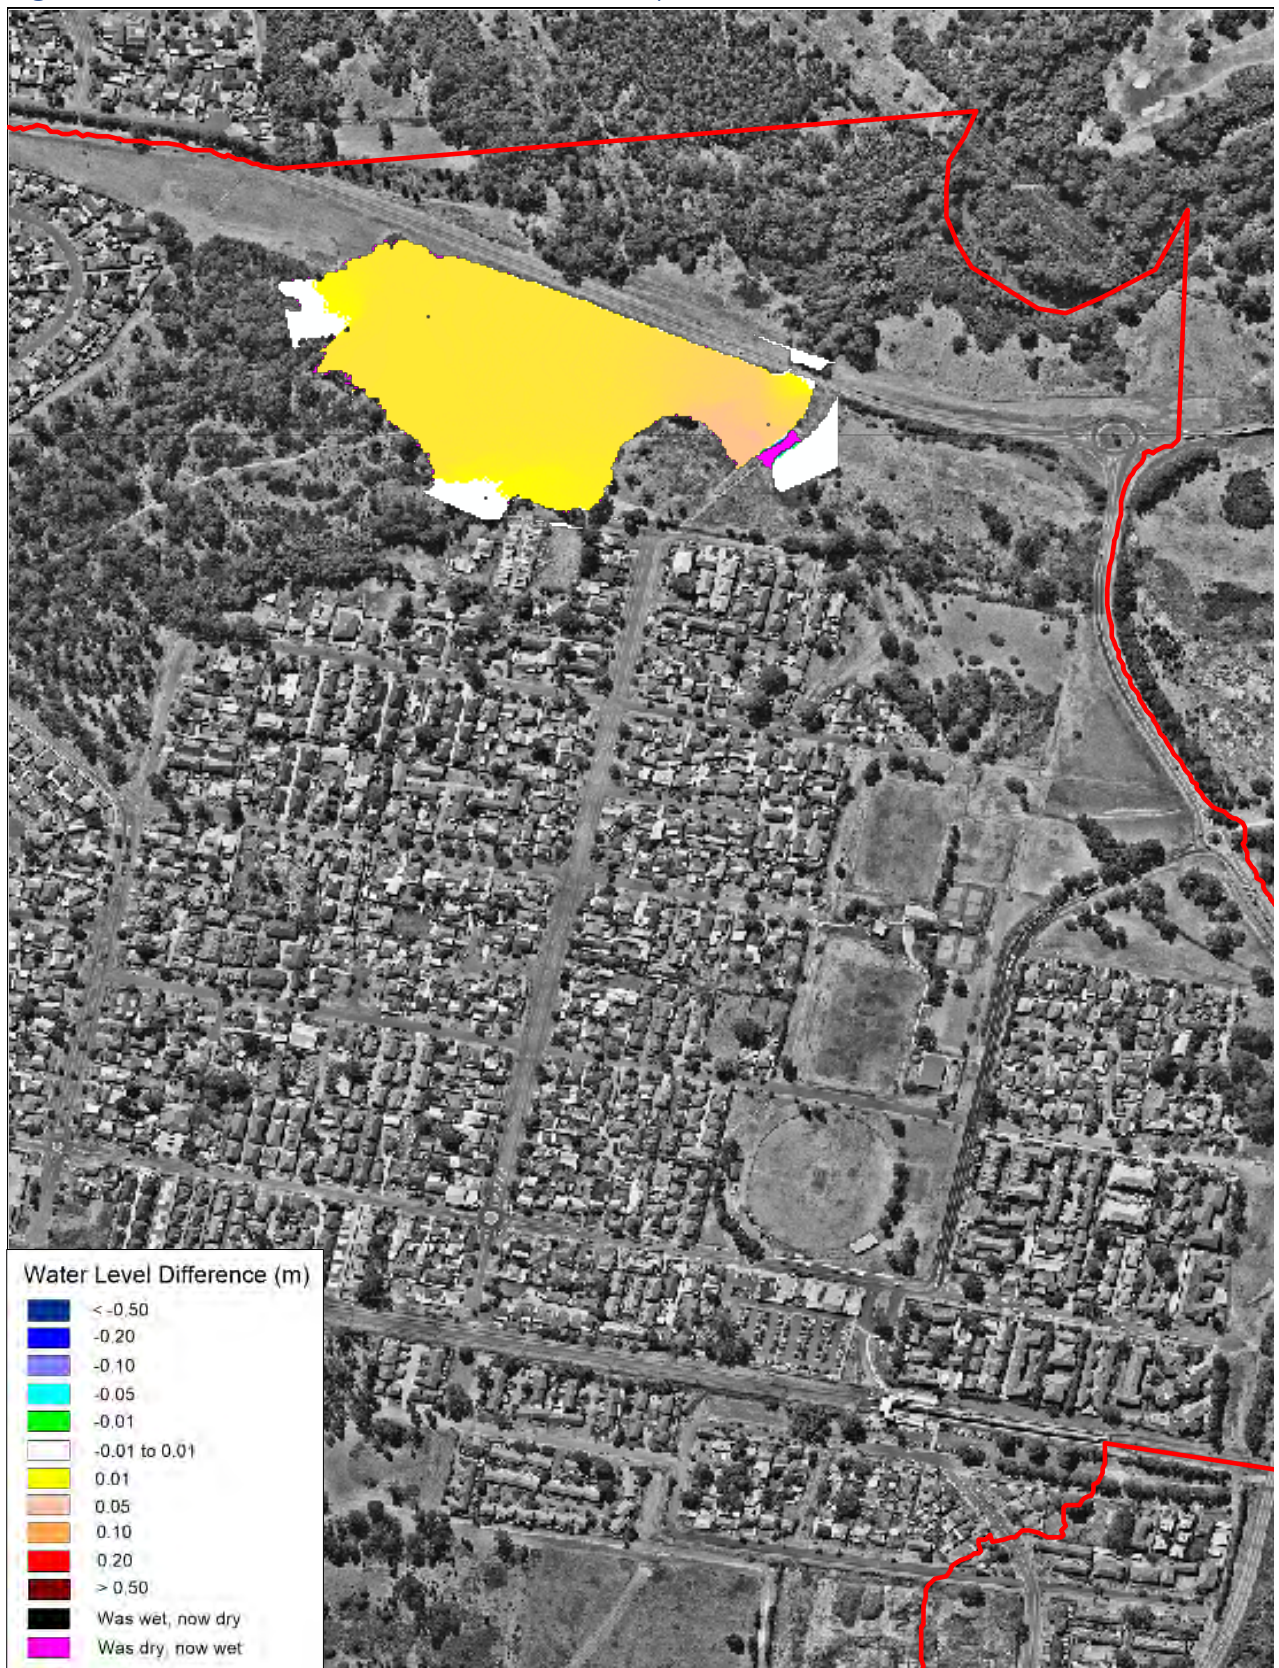 Water Level Difference (m)
< -0.50
-0.20
-0.10
-0.05
-0.01
-0.01 to 0.01
0.01
0.05
0.10
0.20
> 0.50
Was wet, now dry
Was dry, now wet